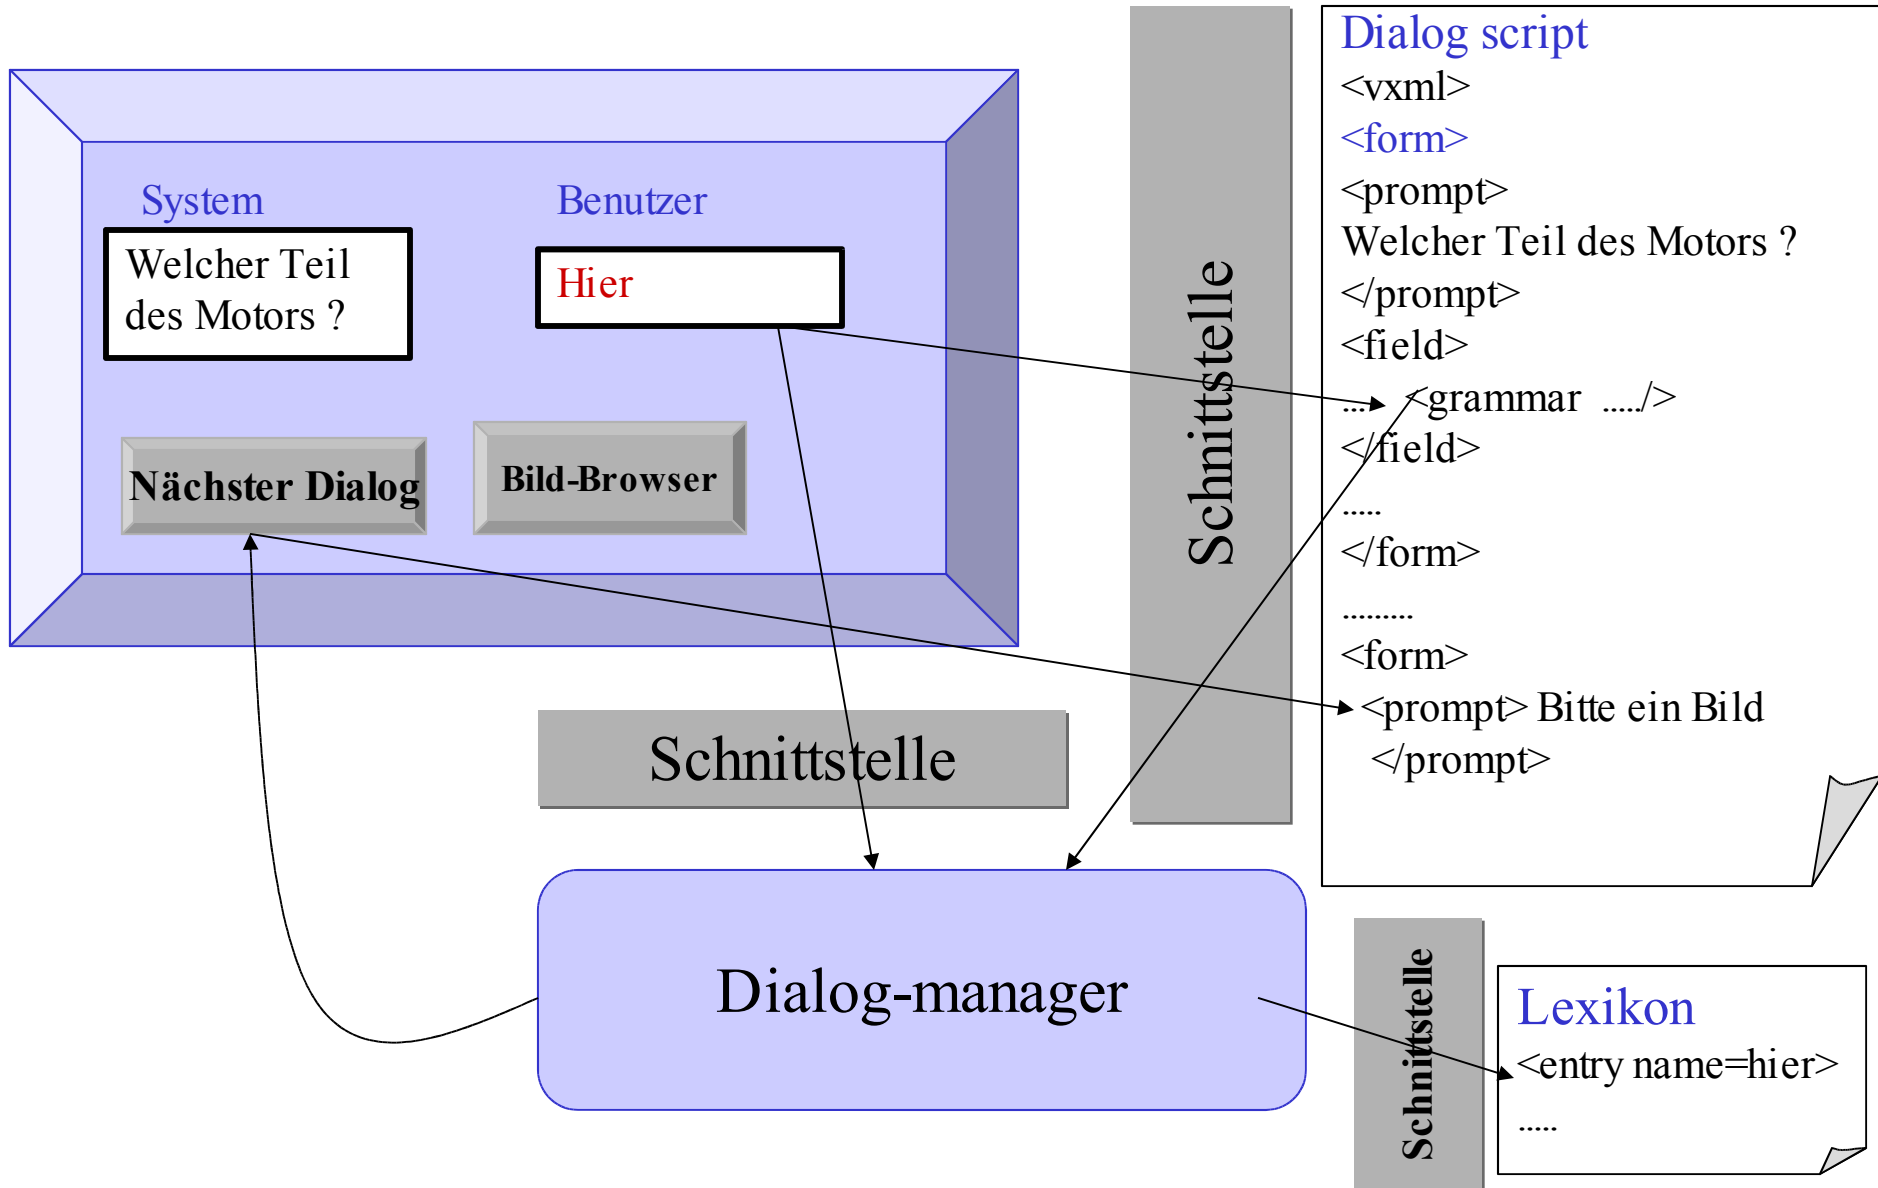 System
Welcher Teil
des Motors ?
Benutzer
Hier
Nächster Dialog
Bild-Browser
Schnittstelle
Dialog script
<vxml>
<form>
<prompt>
Welcher Teil des Motors ?
</prompt>
<field>
... <grammar ...../>
</field>
.....
</form>
.........
<form>
<prompt> Bitte ein Bild
</prompt>
Schnittstelle
Dialog-manager
Schnittstelle
Lexikon
<entry name=hier>
.....